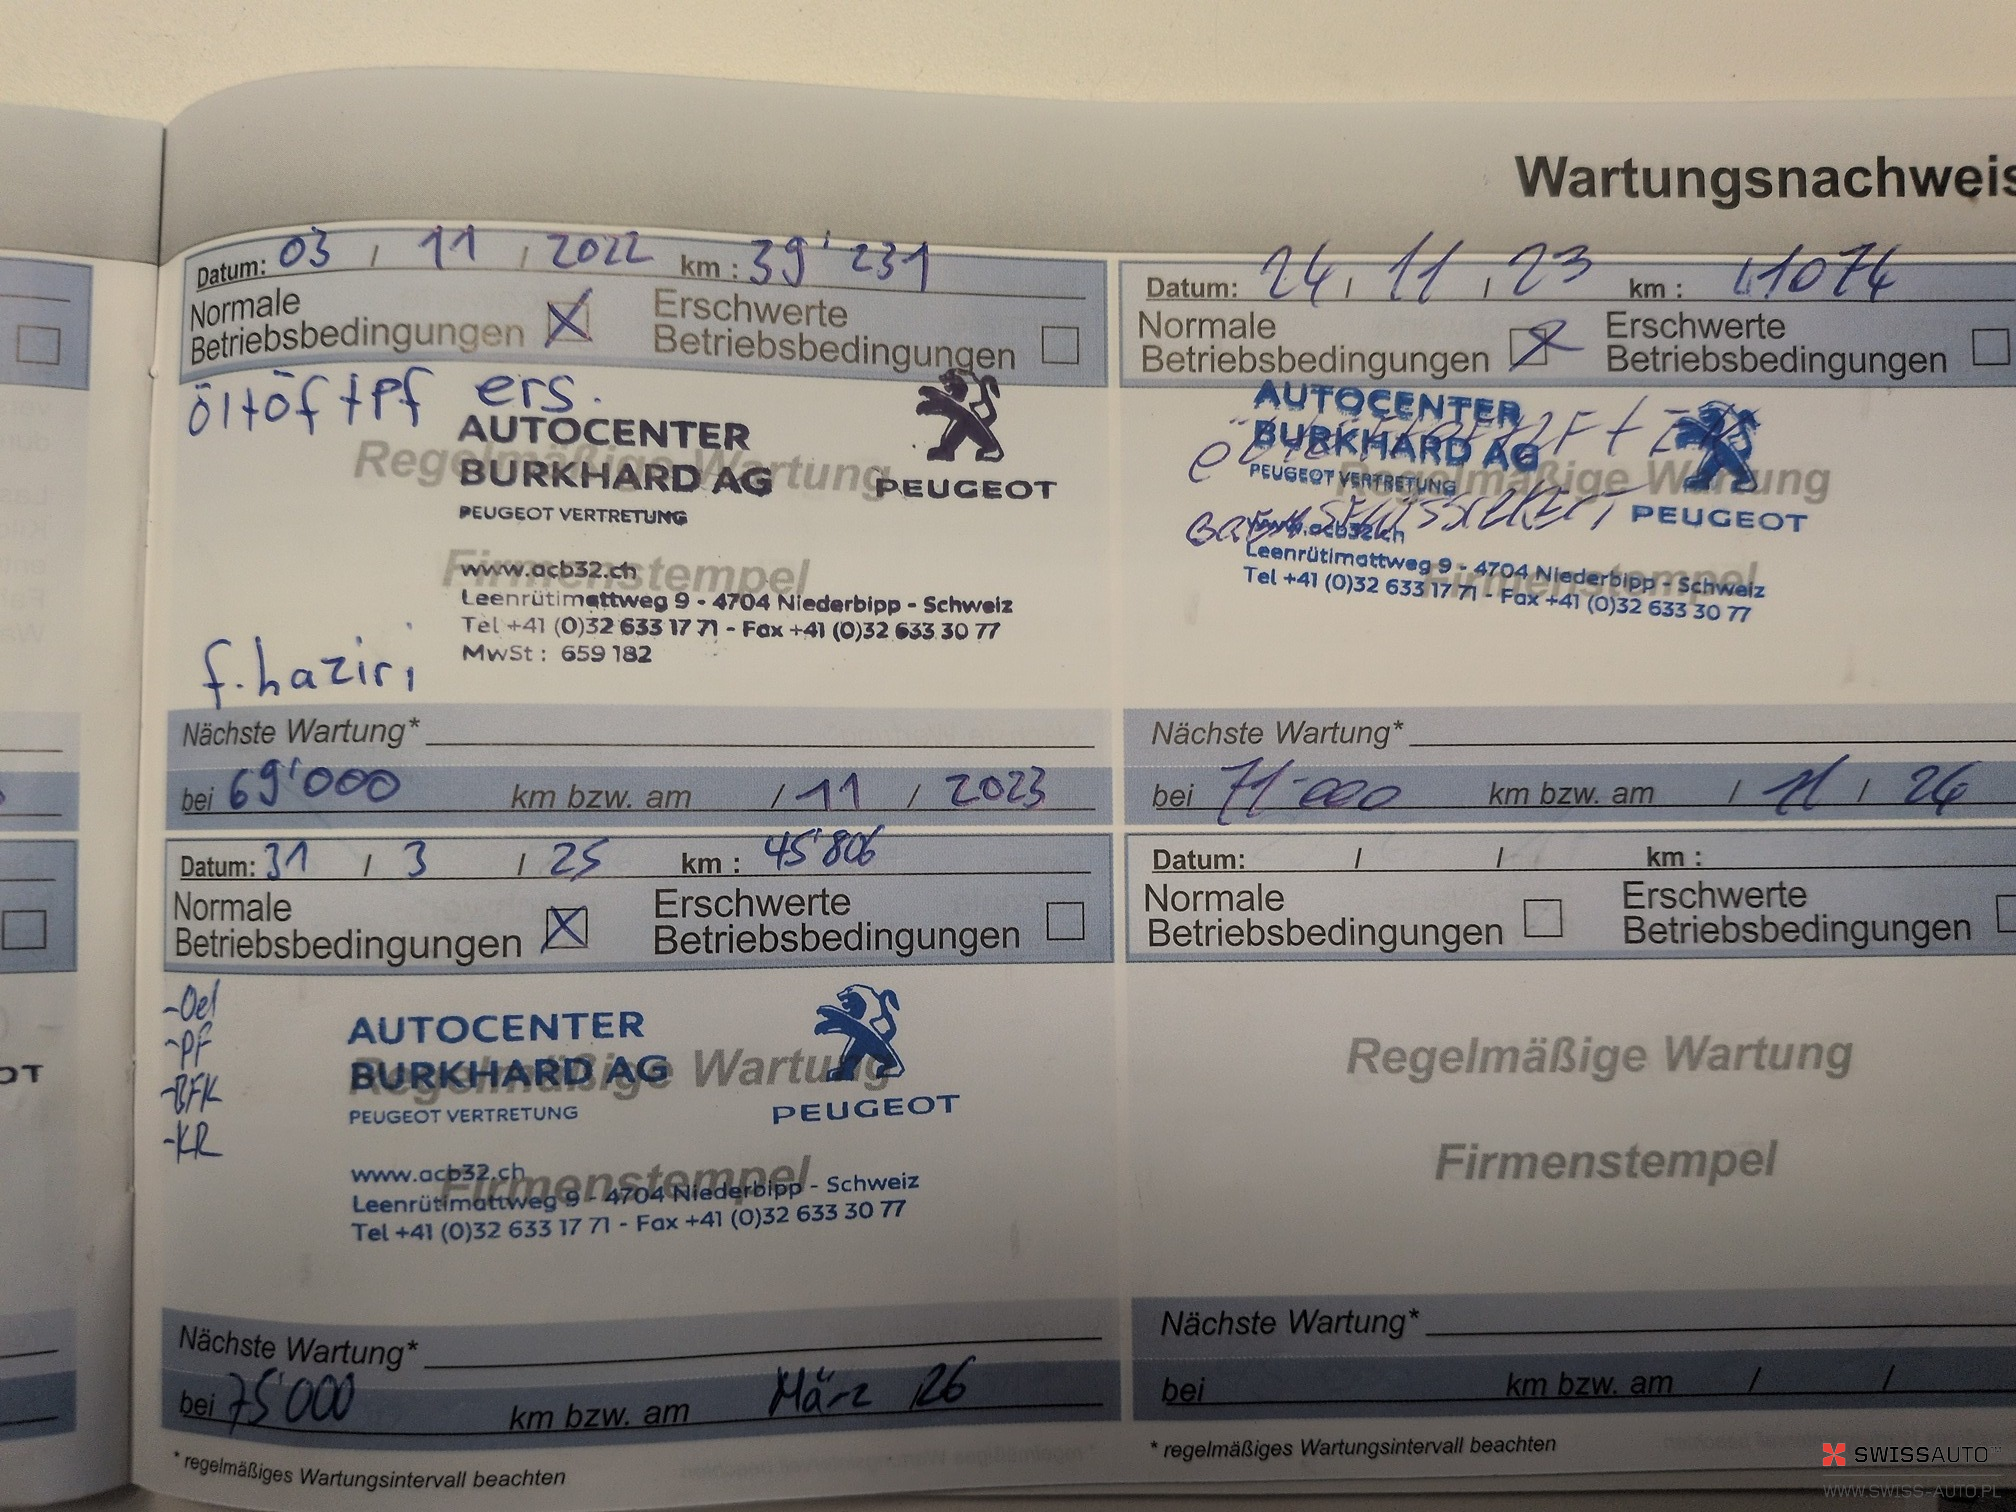 Wartungsnachweis
Datum: 03 / 11 / 2022 km : 39'231
Normale
Betriebsbedingungen
Erschwerte
Betriebsbedingungen
öl+öf+pf ers.
AUTOCENTER
BURKHARD AG
PEUGEOT VERTRETUNG
PEUGEOT
Regelmäßige Wartung
Firmenstempel
www.acb32.ch
Leenrütimattweg 9 - 4704 Niederbipp - Schweiz
Tel +41 (0)32 633 17 71 - Fax +41 (0)32 633 30 77
MwSt : 659 182
f.haziri
Nächste Wartung*
bei 69'000 km bzw. am / 11 / 2023
Datum: 24 / 11 / 23 km : 41074
Normale
Betriebsbedingungen
Erschwerte
Betriebsbedingungen
AUTOCENTER
BURKHARD AG
PEUGEOT VERTRETUNG
PEUGEOT
Regelmäßige Wartung
Firmenstempel
www.acb32.ch
Leenrütimattweg 9 - 4704 Niederbipp - Schweiz
Tel +41 (0)32 633 17 71 - Fax +41 (0)32 633 30 77
Nächste Wartung*
bei 71'000 km bzw. am / 11 / 24
Datum: 31 / 3 / 25 km : 45'806
Normale
Betriebsbedingungen
Erschwerte
Betriebsbedingungen
-Oel
-PF
-BFK
-KR
AUTOCENTER
BURKHARD AG
PEUGEOT VERTRETUNG
PEUGEOT
Regelmäßige Wartung
Firmenstempel
www.acb32.ch
Leenrütimattweg 9 - 4704 Niederbipp - Schweiz
Tel +41 (0)32 633 17 71 - Fax +41 (0)32 633 30 77
Nächste Wartung*
bei 75'000 km bzw. am März 26
* regelmäßiges Wartungsintervall beachten
Datum: / / km :
Normale
Betriebsbedingungen
Erschwerte
Betriebsbedingungen
Regelmäßige Wartung
Firmenstempel
Nächste Wartung*
bei km bzw. am / /
* regelmäßiges Wartungsintervall beachten
SWISSAUTO
WWW.SWISS-AUTO.PL